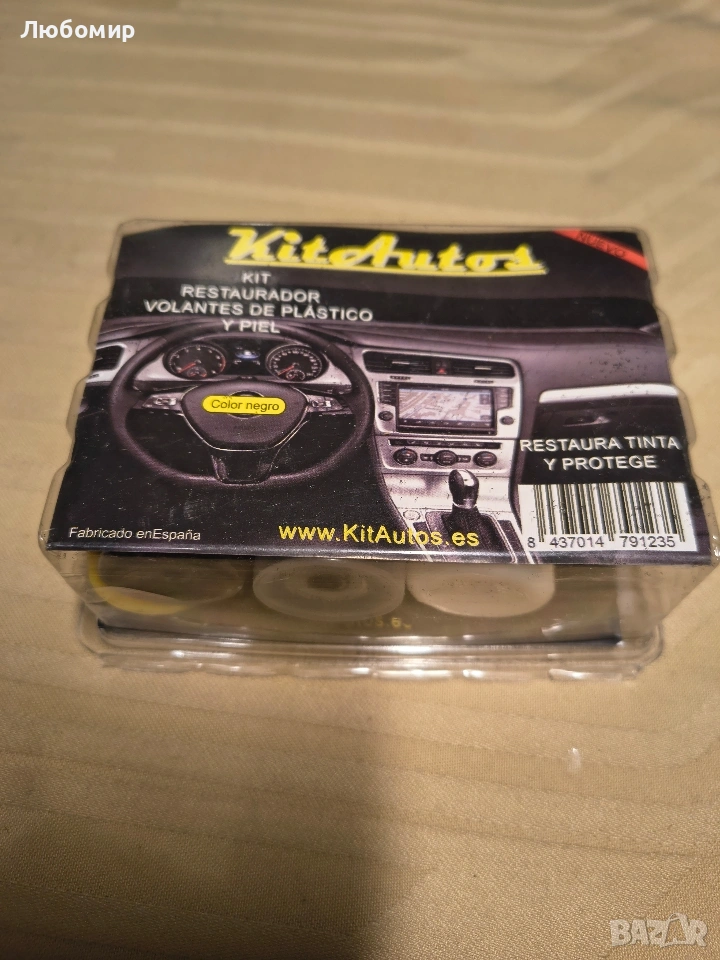 Любомир
KitAutos
NUEVO
KIT
RESTAURADOR
VOLANTES DE PLÁSTICO
Y PIEL
Color negro
RESTAURA TINTA
Y PROTEGE
Fabricado enEspaña
www.KitAutos.es
8 437014 791235
BAZAR